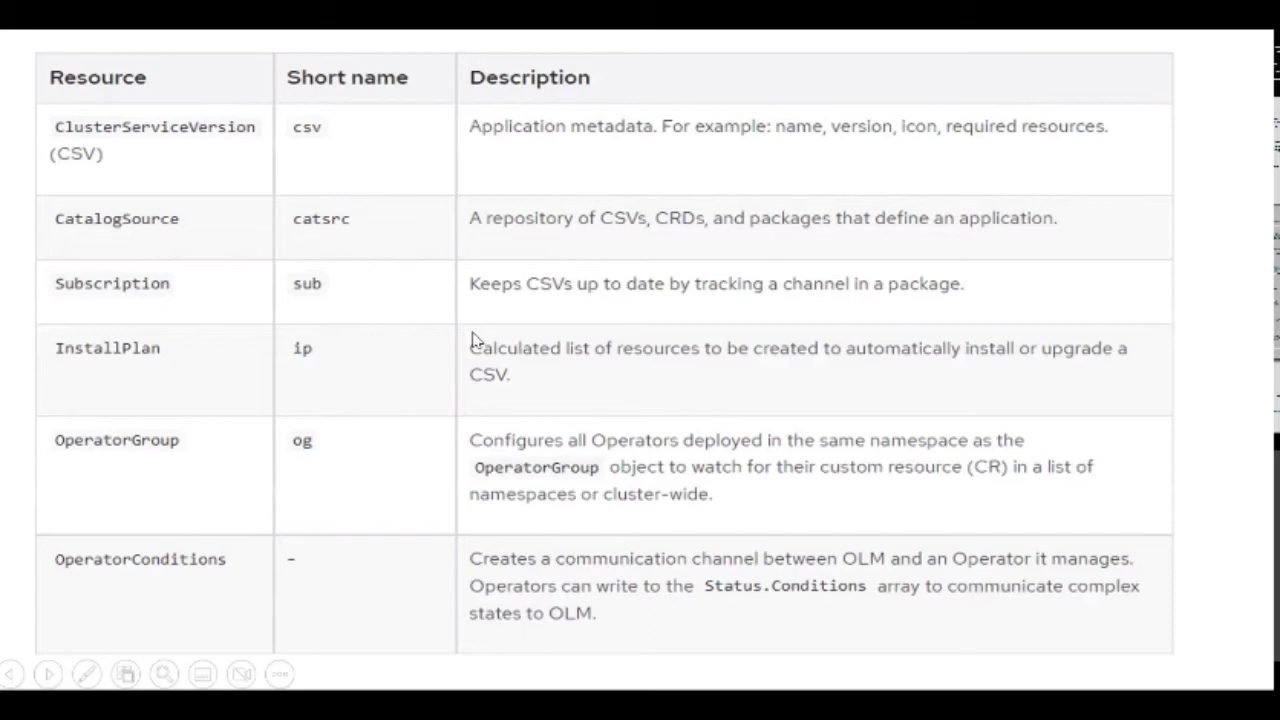 Resource Short name Description
ClusterServiceVersion csv Application metadata. For example: name, version, icon, required resources.
(CSV)
CatalogSource catsrc A repository of CSVs, CRDs, and packages that define an application.
Subscription sub Keeps CSVs up to date by tracking a channel in a package.
InstallPlan ip Calculated list of resources to be created to automatically install or upgrade a
CSV.
OperatorGroup og Configures all Operators deployed in the same namespace as the
OperatorGroup object to watch for their custom resource (CR) in a list of
namespaces or cluster-wide.
OperatorConditions - Creates a communication channel between OLM and an Operator it manages.
Operators can write to the Status.Conditions array to communicate complex
states to OLM.